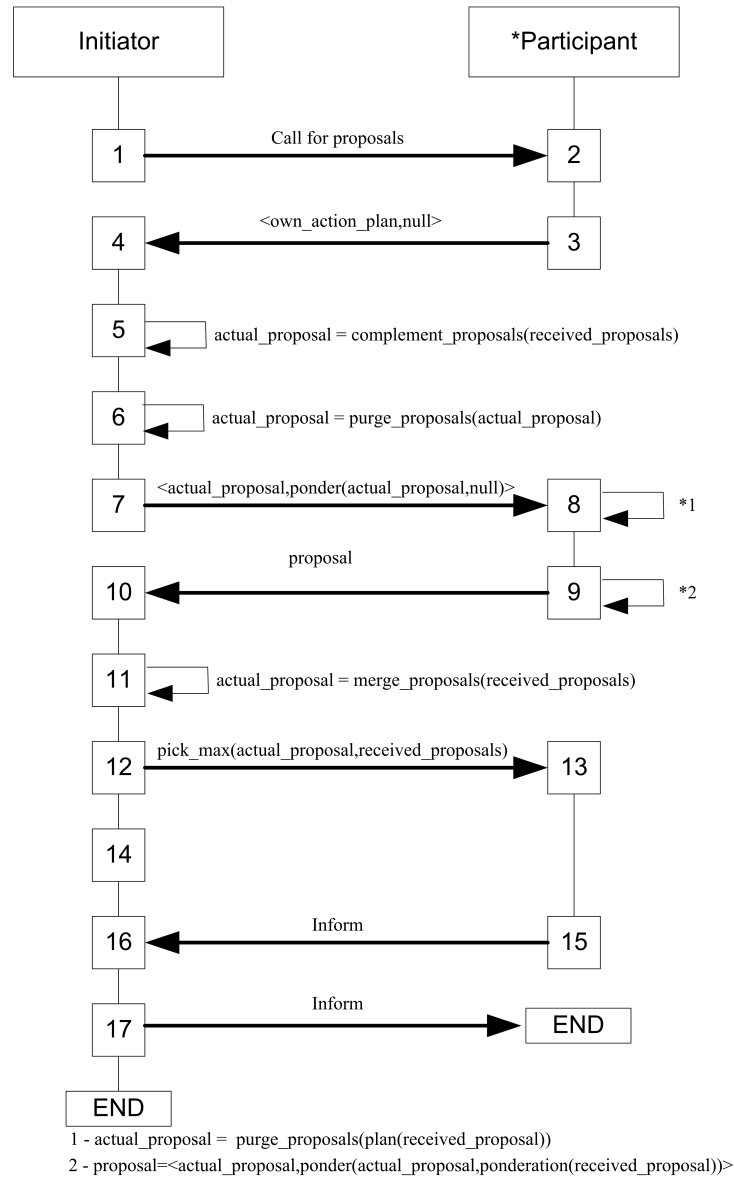 Initiator
*Participant
Call for proposals
1
2
<own_action_plan,null>
4
3
5
actual_proposal = complement_proposals(received_proposals)
6
actual_proposal = purge_proposals(actual_proposal)
<actual_proposal,ponder(actual_proposal,null)>
7
8
*1
proposal
10
9
*2
11
actual_proposal = merge_proposals(received_proposals)
pick_max(actual_proposal,received_proposals)
12
13
14
Inform
16
15
Inform
17
END
END
1 - actual_proposal =  purge_proposals(plan(received_proposal))
2 - proposal=<actual_proposal,ponder(actual_proposal,ponderation(received_proposal))>